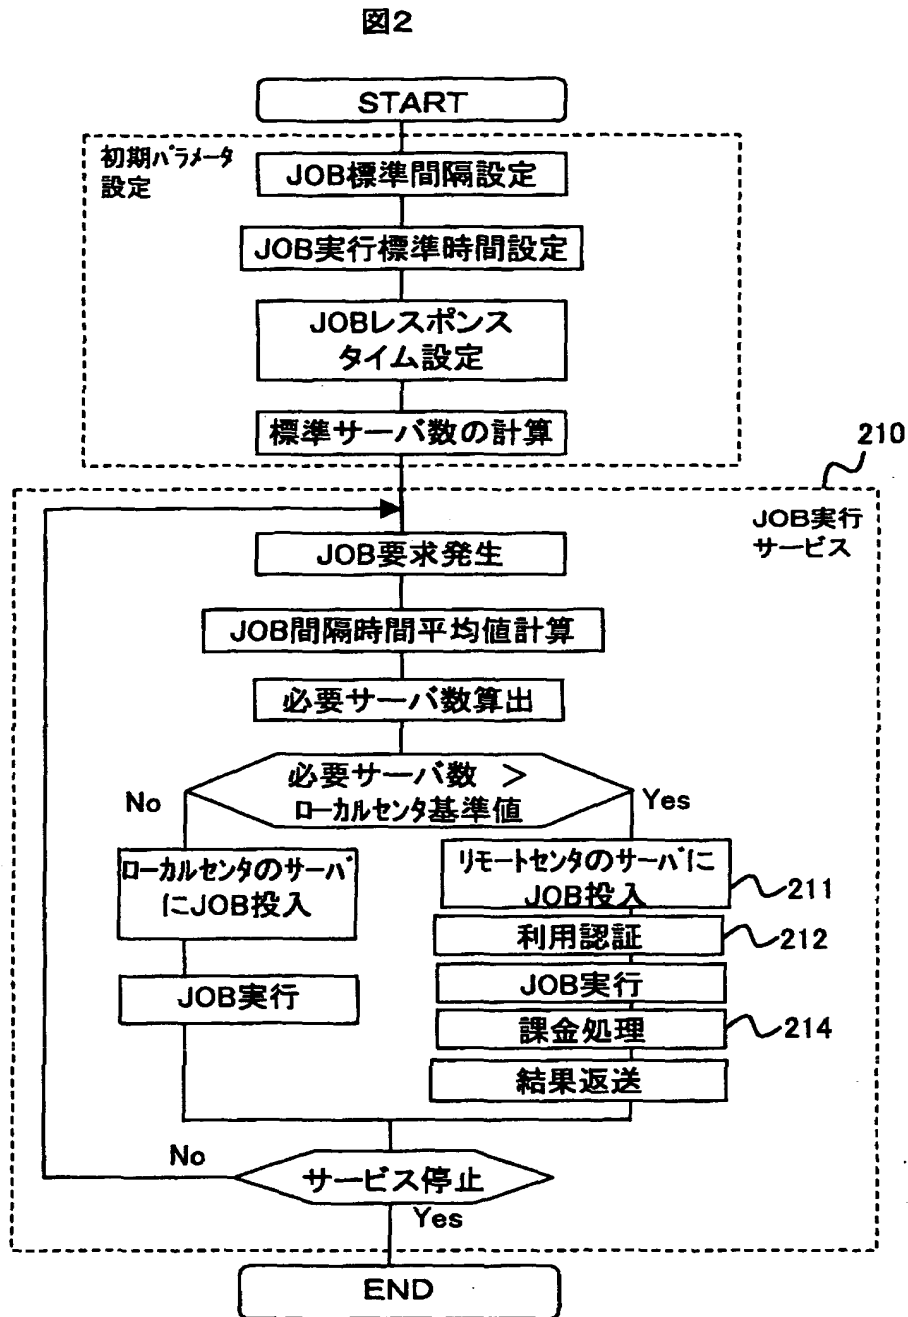 図2
START
初期パラメータ
設定
JOB標準間隔設定
JOB実行標準時間設定
JOBレスポンス
タイム設定
標準サーバ数の計算
210
JOB実行
サービス
JOB要求発生
JOB間隔時間平均値計算
必要サーバ数算出
必要サーバ数 >
ローカルセンタ基準値
No
Yes
ローカルセンタのサーバ
にJOB投入
リモートセンタのサーバに
JOB投入
211
利用認証
212
JOB実行
JOB実行
課金処理
214
結果返送
No
サービス停止
Yes
END